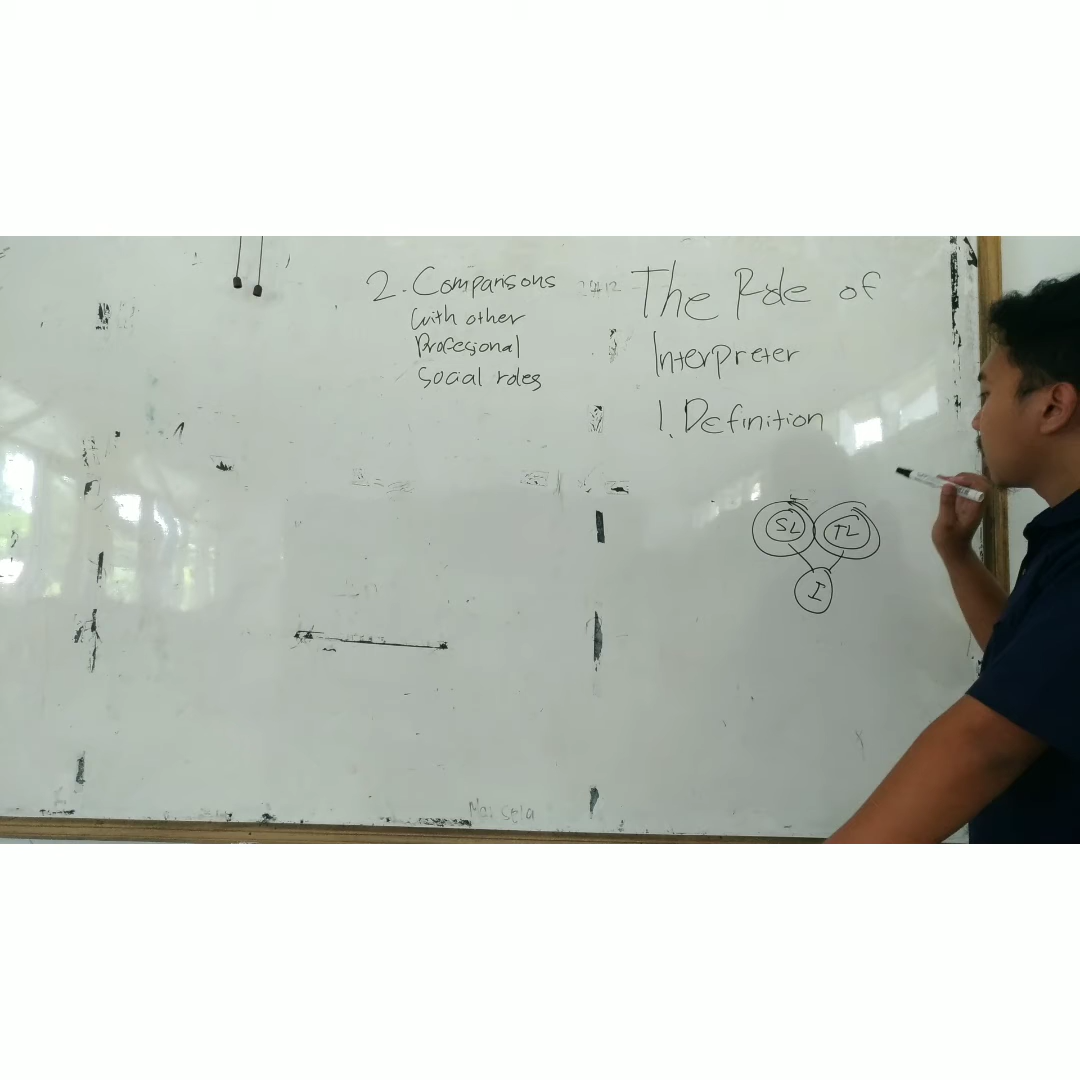 The Role of
Interpreter
1. Definition
SL TL
I
2. Comparisons
with other
Profesional
Social roles